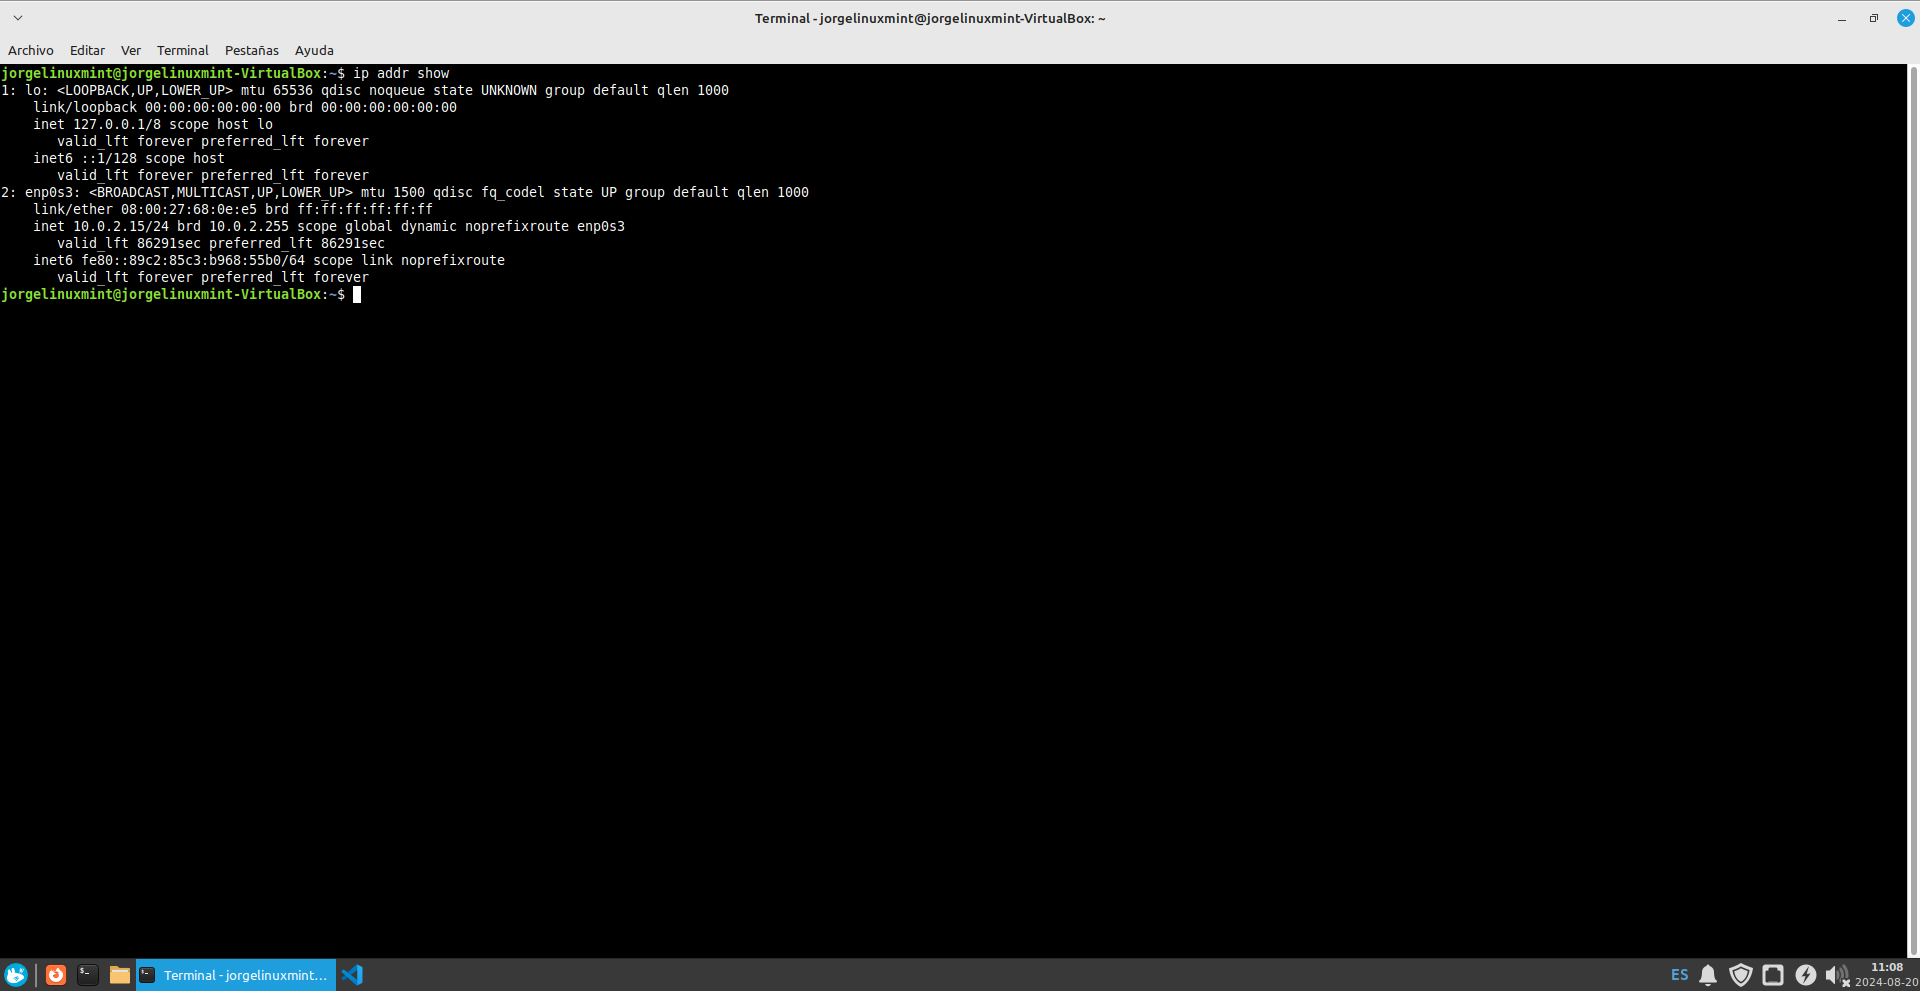 Terminal - jorgelinuxmint@jorgelinuxmint-VirtualBox: ~
Archivo Editar Ver Terminal Pestañas Ayuda
jorgelinuxmint@jorgelinuxmint-VirtualBox:~$ ip addr show
1: lo: <LOOPBACK,UP,LOWER_UP> mtu 65536 qdisc noqueue state UNKNOWN group default qlen 1000
    link/loopback 00:00:00:00:00:00 brd 00:00:00:00:00:00
    inet 127.0.0.1/8 scope host lo
       valid_lft forever preferred_lft forever
    inet6 ::1/128 scope host
       valid_lft forever preferred_lft forever
2: enp0s3: <BROADCAST,MULTICAST,UP,LOWER_UP> mtu 1500 qdisc fq_codel state UP group default qlen 1000
    link/ether 08:00:27:68:0e:e5 brd ff:ff:ff:ff:ff:ff
    inet 10.0.2.15/24 brd 10.0.2.255 scope global dynamic noprefixroute enp0s3
       valid_lft 86291sec preferred_lft 86291sec
    inet6 fe80::89c2:85c3:b968:55b0/64 scope link noprefixroute
       valid_lft forever preferred_lft forever
jorgelinuxmint@jorgelinuxmint-VirtualBox:~$
Terminal - jorgelinuxmint...
ES
11:08
2024-08-20